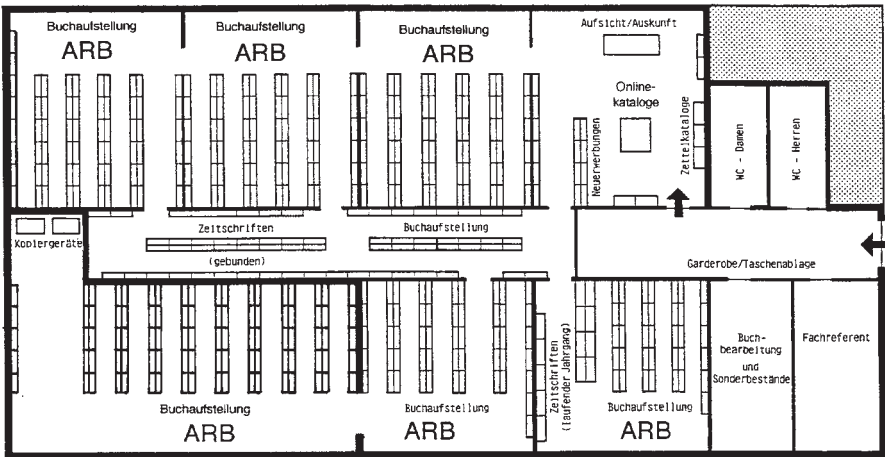 Buchaufstellung
ARB
Buchaufstellung
ARB
Buchaufstellung
ARB
Aufsicht/Auskunft
Online-
kataloge
Neuerwerbungen
Zettelkataloge
WC - Damen
WC - Herren
Kopiergeräte
Zeitschriften
(gebunden)
Buchaufstellung
Garderobe/Taschenablage
Buchaufstellung
ARB
Buchaufstellung
ARB
Zeitschriften
(laufender Jahrgang)
Buchaufstellung
ARB
Buch-
bearbeitung
und
Sonderbestände
Fachreferent